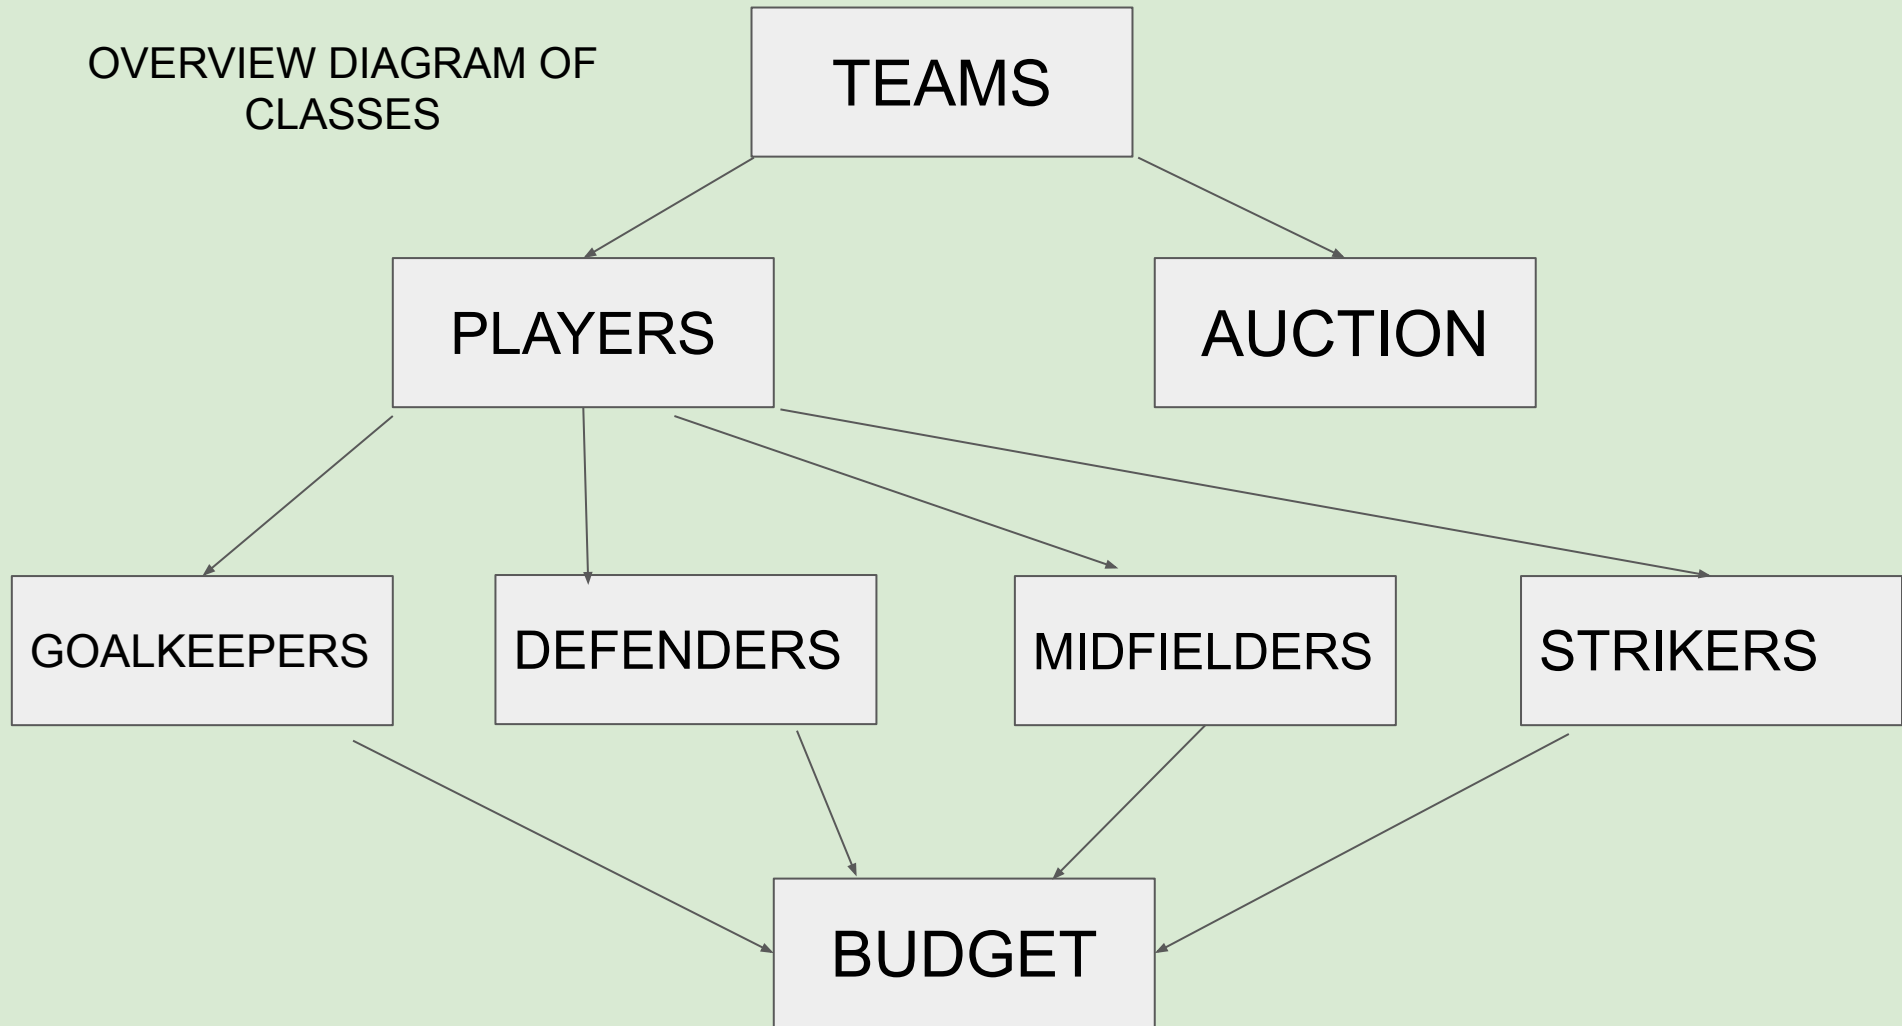 OVERVIEW DIAGRAM OF
CLASSES
TEAMS
PLAYERS
AUCTION
GOALKEEPERS
DEFENDERS
MIDFIELDERS
STRIKERS
BUDGET